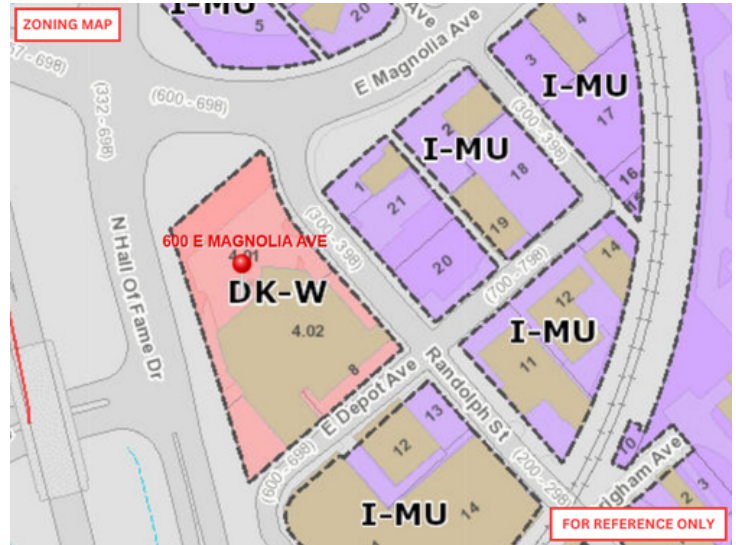 ZONING MAP
I-MU
5
20
Ave
E Magnolia Ave
(332 - 698)
(600 - 698)
3
4
I-MU
17
(300 - 398)
2
I-MU
18
16
15
1
21
19
20
600 E MAGNOLIA AVE
4.01
(300 - 398)
DK-W
4.02
8
N Hall Of Fame Dr
(700 - 798)
14
12
I-MU
11
E Depot Ave
Randolph St
(600 - 698)
13
12
I-MU
14
(200 - 298)
10
3
2
FOR REFERENCE ONLY